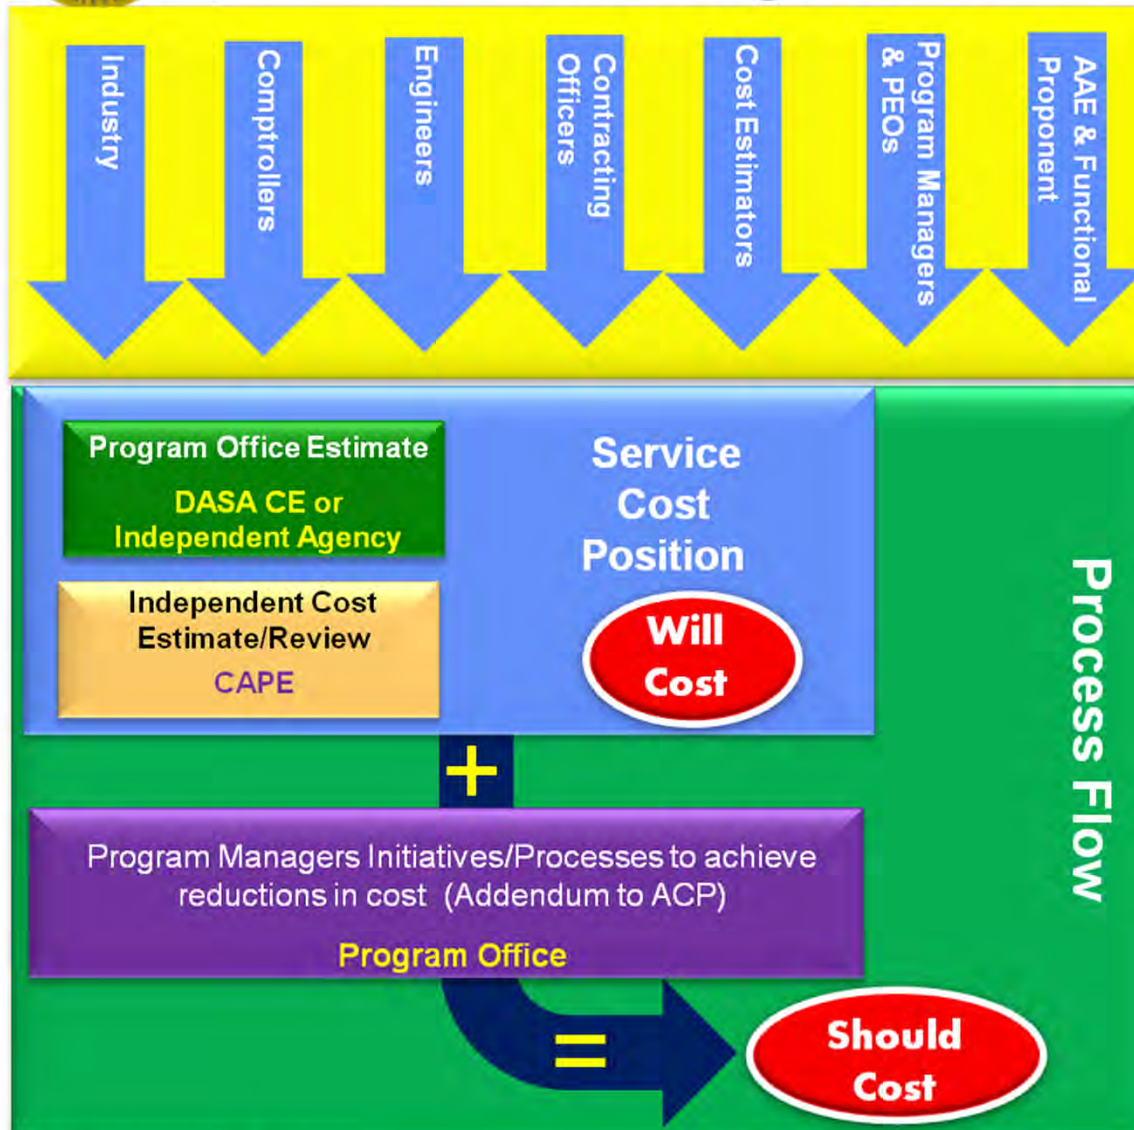 Industry
Comptrollers
Engineers
Contracting
Officers
Cost Estimators
Program Managers
& PEOs
AAE & Functional
Proponent
Program Office Estimate
DASA CE or
Independent Agency
Independent Cost
Estimate/Review
CAPE
Service
Cost
Position
Will
Cost
+
Program Managers Initiatives/Processes to achieve
reductions in cost (Addendum to ACP)
Program Office
=
Should
Cost
Process Flow